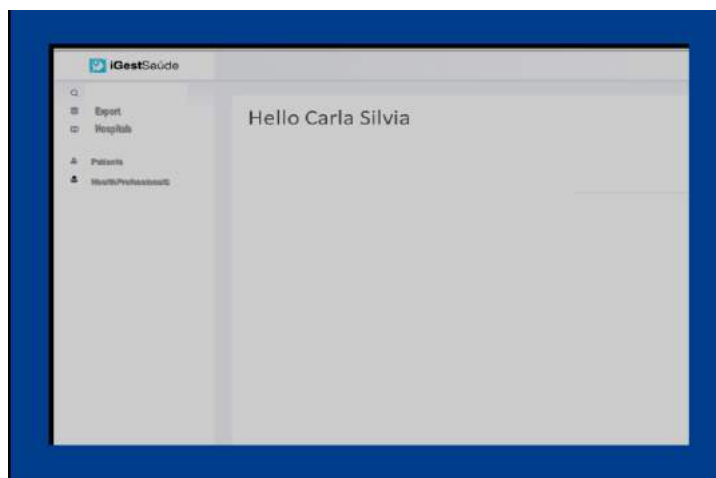 iGestSaúde
Export
Hospitals
Patients
HealthProfessionals
Hello Carla Silvia